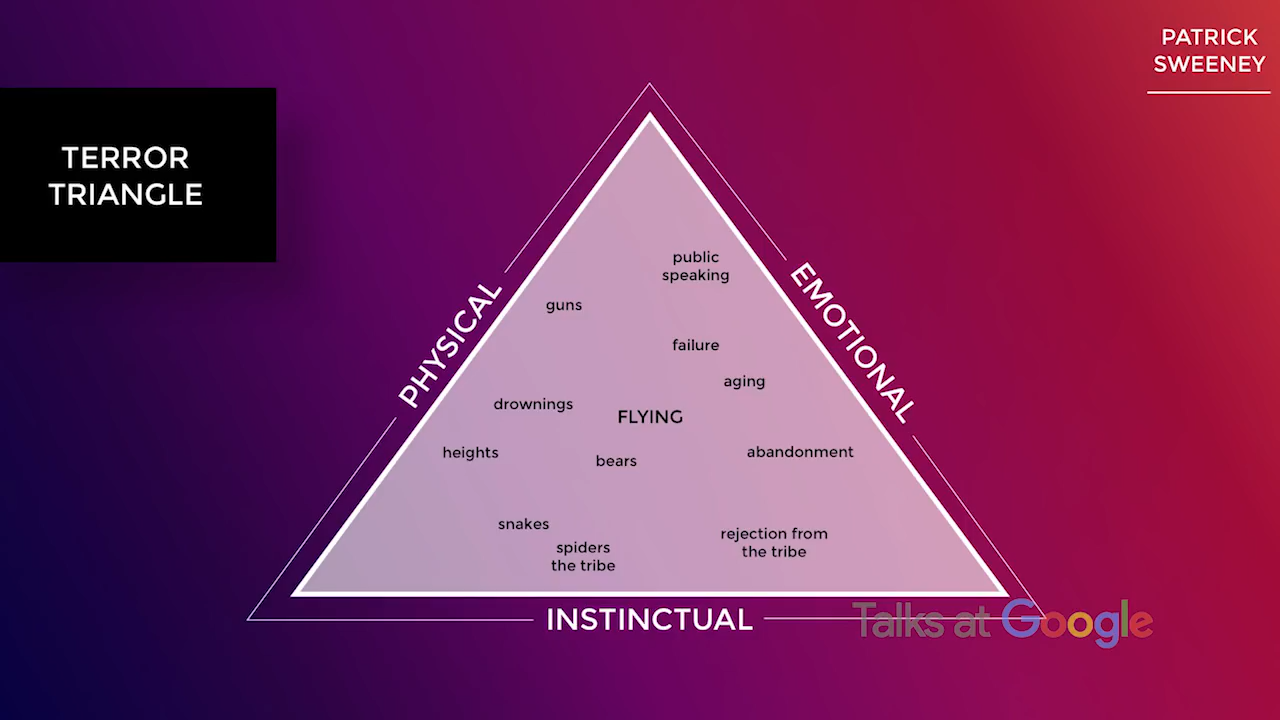 PATRICK
SWEENEY
TERROR
TRIANGLE
PHYSICAL
EMOTIONAL
public
speaking
guns
failure
aging
drownings
FLYING
heights
bears
abandonment
snakes
spiders
the tribe
rejection from
the tribe
INSTINCTUAL
Talks at Google